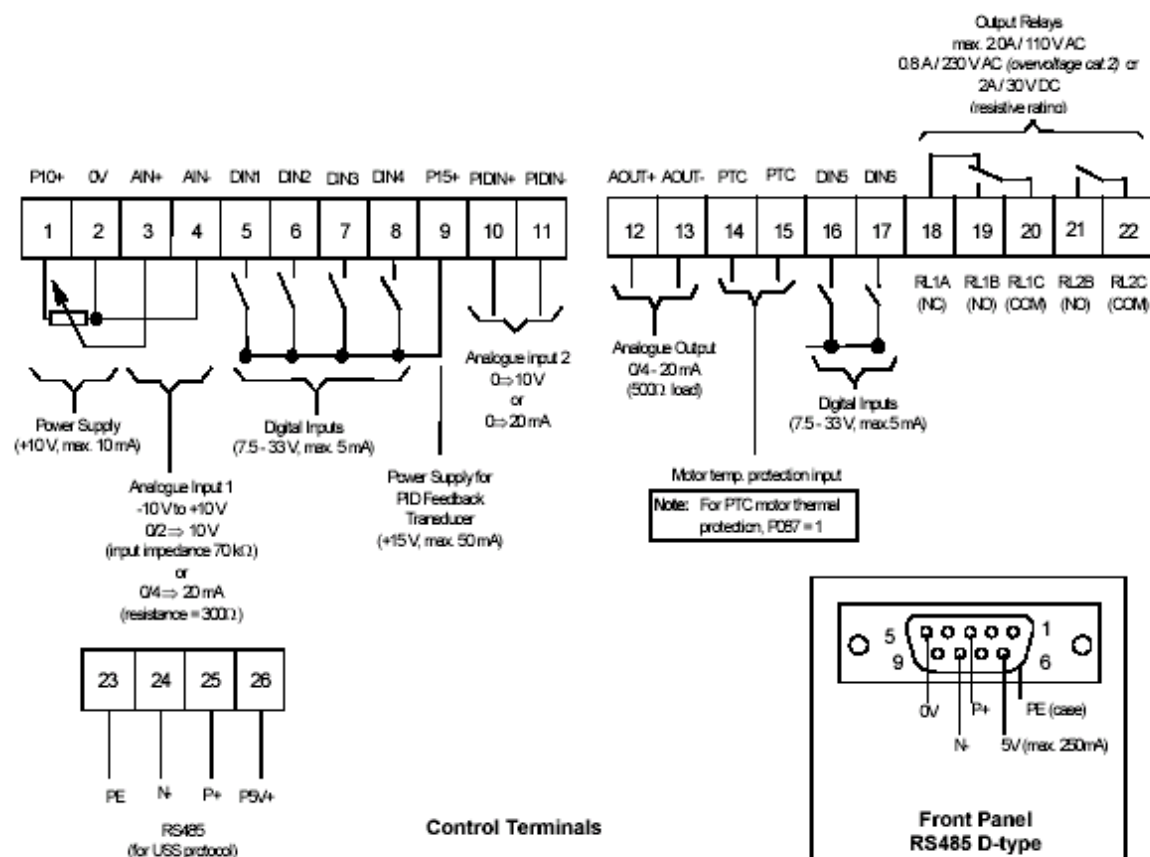 Output Relays
max. 2.0A / 110 V AC
0.8 A / 230 V AC (overvoltage cat.2) or
2A / 30 V DC
(resistive rating)
P10+ 0V AIN+ AIN- DIN1 DIN2 DIN3 DIN4 P15+ PIDIN+ PIDIN-
1 2 3 4 5 6 7 8 9 10 11
AOUT+ AOUT- PTC PTC DIN5 DIN6
12 13 14 15 16 17 18 19 20 21 22
RL1A RL1B RL1C RL2B RL2C
(NC) (NO) (COM) (NO) (COM)
Power Supply
(+10 V, max. 10 mA)
Analogue Input 1
-10 V to +10 V
0/2⇒ 10 V
(input impedance 70 kΩ)
or
0/4⇒ 20 mA
(resistance = 300Ω)
Digital Inputs
(7.5 - 33 V, max. 5 mA)
Power Supply for
PID Feedback
Transducer
(+15 V, max. 50 mA)
Analogue input 2
0⇒10 V
or
0⇒20 mA
Analogue Output
0/4 - 20 mA
(500Ω load)
Motor temp. protection input
Note: For PTC motor thermal
protection, P087 = 1
Digital Inputs
(7.5 - 33 V, max.5 mA)
23 24 25 26
PE N- P+ P5V+
RS485
(for USS protocol)
Control Terminals
5 1
9 6
0V P+ PE (case)
N- 5V (max. 250mA)
Front Panel
RS485 D-type